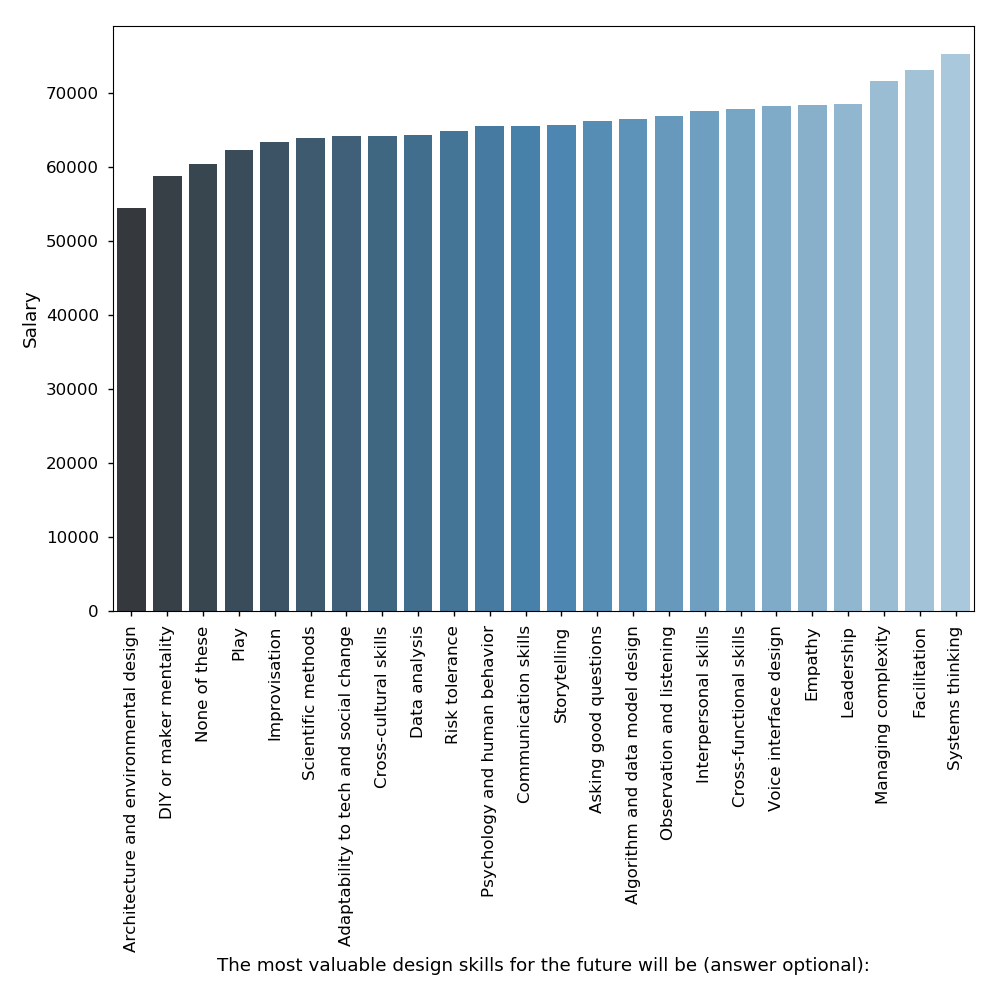 70000
60000
50000
40000
30000
20000
10000
0
Salary
Architecture and environmental design
DIY or maker mentality
None of these
Play
Improvisation
Scientific methods
Adaptability to tech and social change
Cross-cultural skills
Data analysis
Risk tolerance
Psychology and human behavior
Communication skills
Storytelling
Asking good questions
Algorithm and data model design
Observation and listening
Interpersonal skills
Cross-functional skills
Voice interface design
Empathy
Leadership
Managing complexity
Facilitation
Systems thinking
The most valuable design skills for the future will be (answer optional):